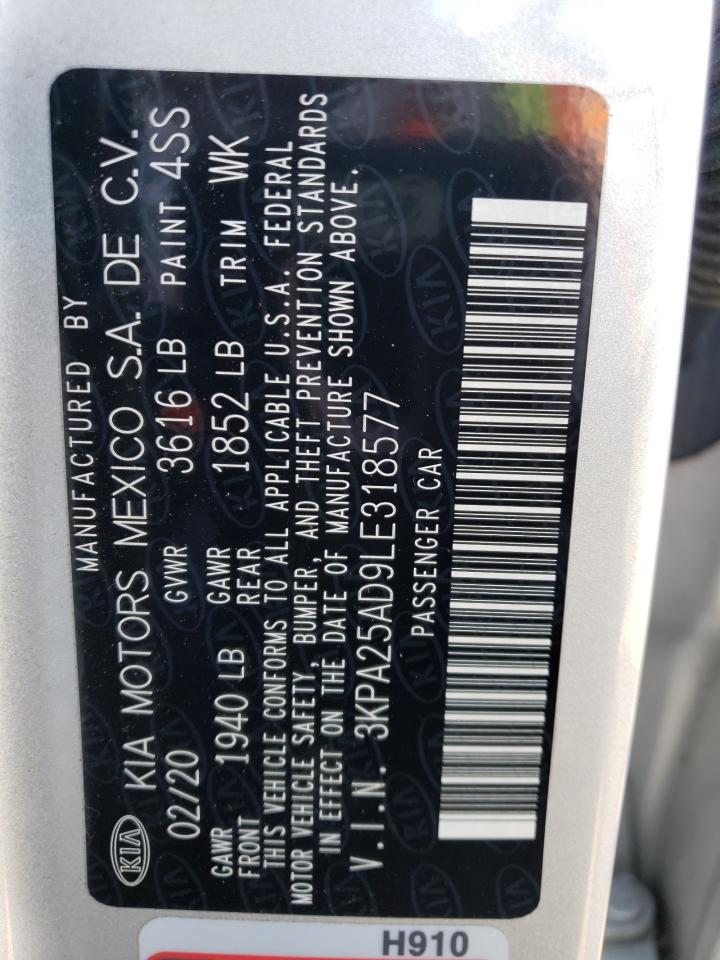 MANUFACTURED BY
KIA KIA MOTORS MEXICO S.A. DE C.V.
02/20 GVWR 3616 LB PAINT 4SS
GAWR FRONT 1940 LB GAWR REAR 1852 LB TRIM WK
THIS VEHICLE CONFORMS TO ALL APPLICABLE U.S.A. FEDERAL
MOTOR VEHICLE SAFETY, BUMPER, AND THEFT PREVENTION STANDARDS
IN EFFECT ON THE DATE OF MANUFACTURE SHOWN ABOVE.
V.I.N. 3KPA25AD9LE318577
PASSENGER CAR
H910